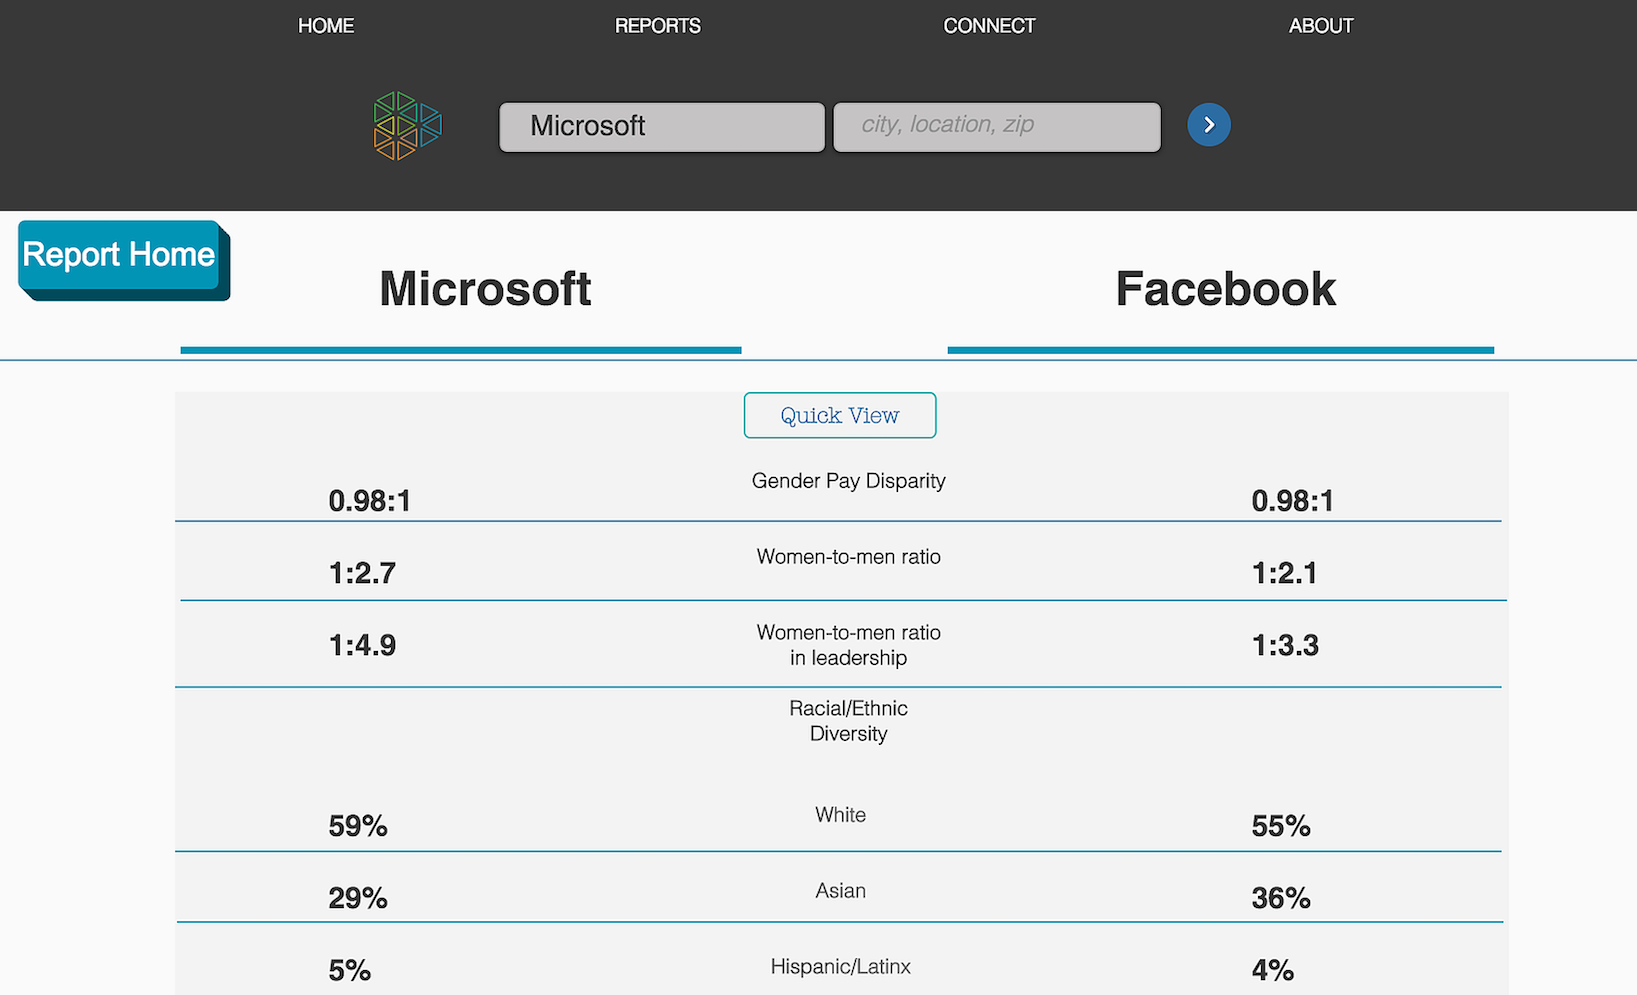 HOME REPORTS CONNECT ABOUT
Microsoft city, location, zip
Report Home
Microsoft Facebook
Quick View
Gender Pay Disparity
0.98:1 0.98:1
Women-to-men ratio
1:2.7 1:2.1
Women-to-men ratio
in leadership
1:4.9 1:3.3
Racial/Ethnic
Diversity
White
59% 55%
Asian
29% 36%
Hispanic/Latinx
5% 4%